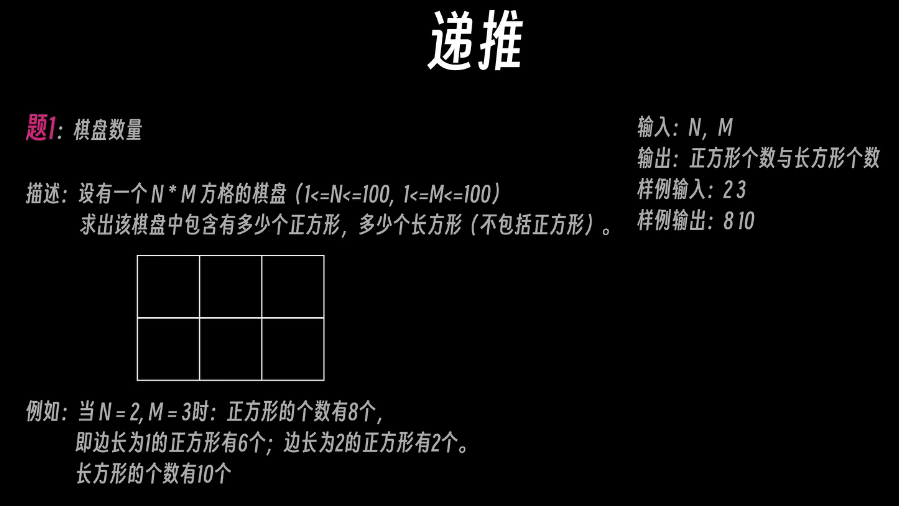 递推
题1：棋盘数量
描述：设有一个 N * M 方格的棋盘（1<=N<=100, 1<=M<=100）
求出该棋盘中包含有多少个正方形，多少个长方形（不包括正方形）。
例如：当 N = 2, M = 3时：正方形的个数有8个，
即边长为1的正方形有6个；边长为2的正方形有2个。
长方形的个数有10个
输入：N，M
输出：正方形个数与长方形个数
样例输入：2 3
样例输出：8 10